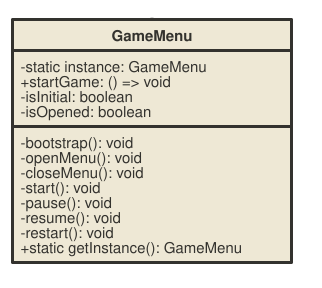 GameMenu
-static instance: GameMenu
+startGame: () => void
-isInitial: boolean
-isOpened: boolean
-bootstrap(): void
-openMenu(): void
-closeMenu(): void
-start(): void
-pause(): void
-resume(): void
-restart(): void
+static getInstance(): GameMenu